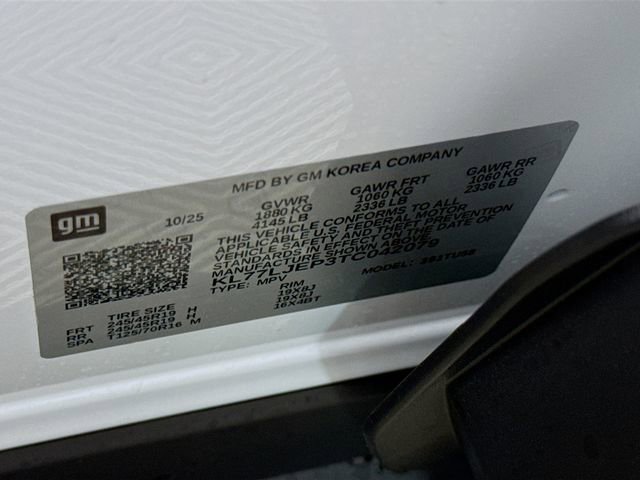 gm
10/25
MFD BY GM KOREA COMPANY
GVWR GAWR FRT GAWR RR
1880 KG 1060 KG 1060 KG
4145 LB 2336 LB 2336 LB
THIS VEHICLE CONFORMS TO ALL
APPLICABLE U.S. FEDERAL MOTOR
VEHICLE SAFETY AND THEFT PREVENTION
STANDARDS IN EFFECT ON THE DATE OF
MANUFACTURE SHOWN ABOVE.
TYPE: MPV MODEL:
TIRE SIZE RIM
FRT 245/45R19 H 19X8J
RR 245/45R19 H 19X8J
SPA T125/70R16 M 16X4BT